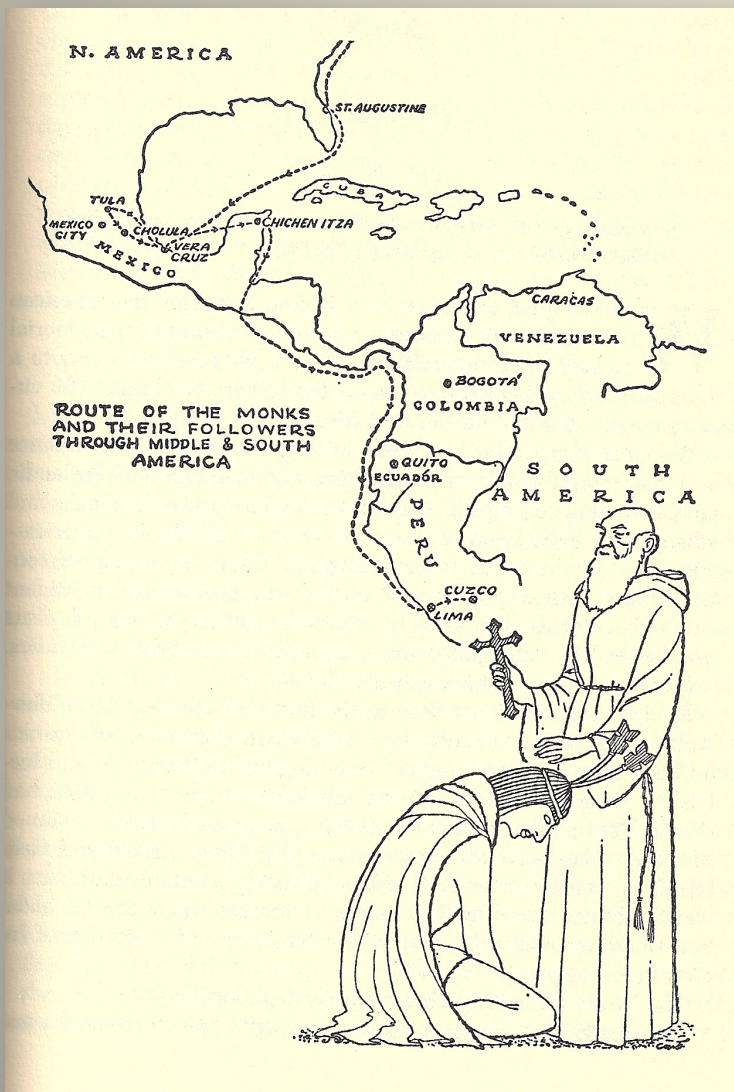 N. AMERICA
ST. AUGUSTINE
CUBA
TULA
MEXICO
CITY
CHOLULA
VERA
CRUZ
CHICHEN ITZA
MEXICO
CARACAS
VENEZUELA
BOGOTÁ
COLOMBIA
ROUTE OF THE MONKS
AND THEIR FOLLOWERS
THROUGH MIDDLE & SOUTH
AMERICA
QUITO
ECUADOR
SOUTH
AMERICA
PERU
CUZCO
LIMA